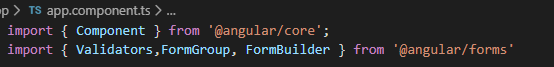 p > TS app.component.ts > ...
import { Component } from '@angular/core';
import { Validators,FormGroup, FormBuilder } from '@angular/forms'